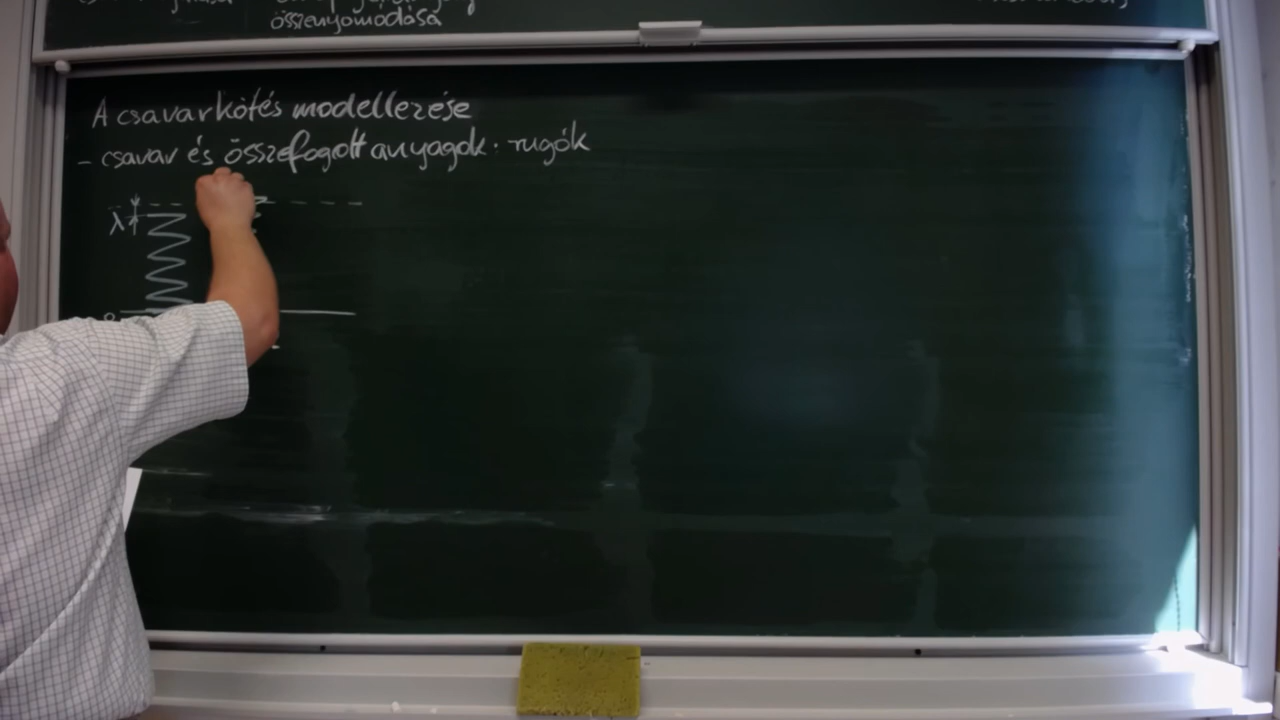 összenyomódása
A csavarkötés modellezése
- csavar és összefogott anyagok: rugók
λ